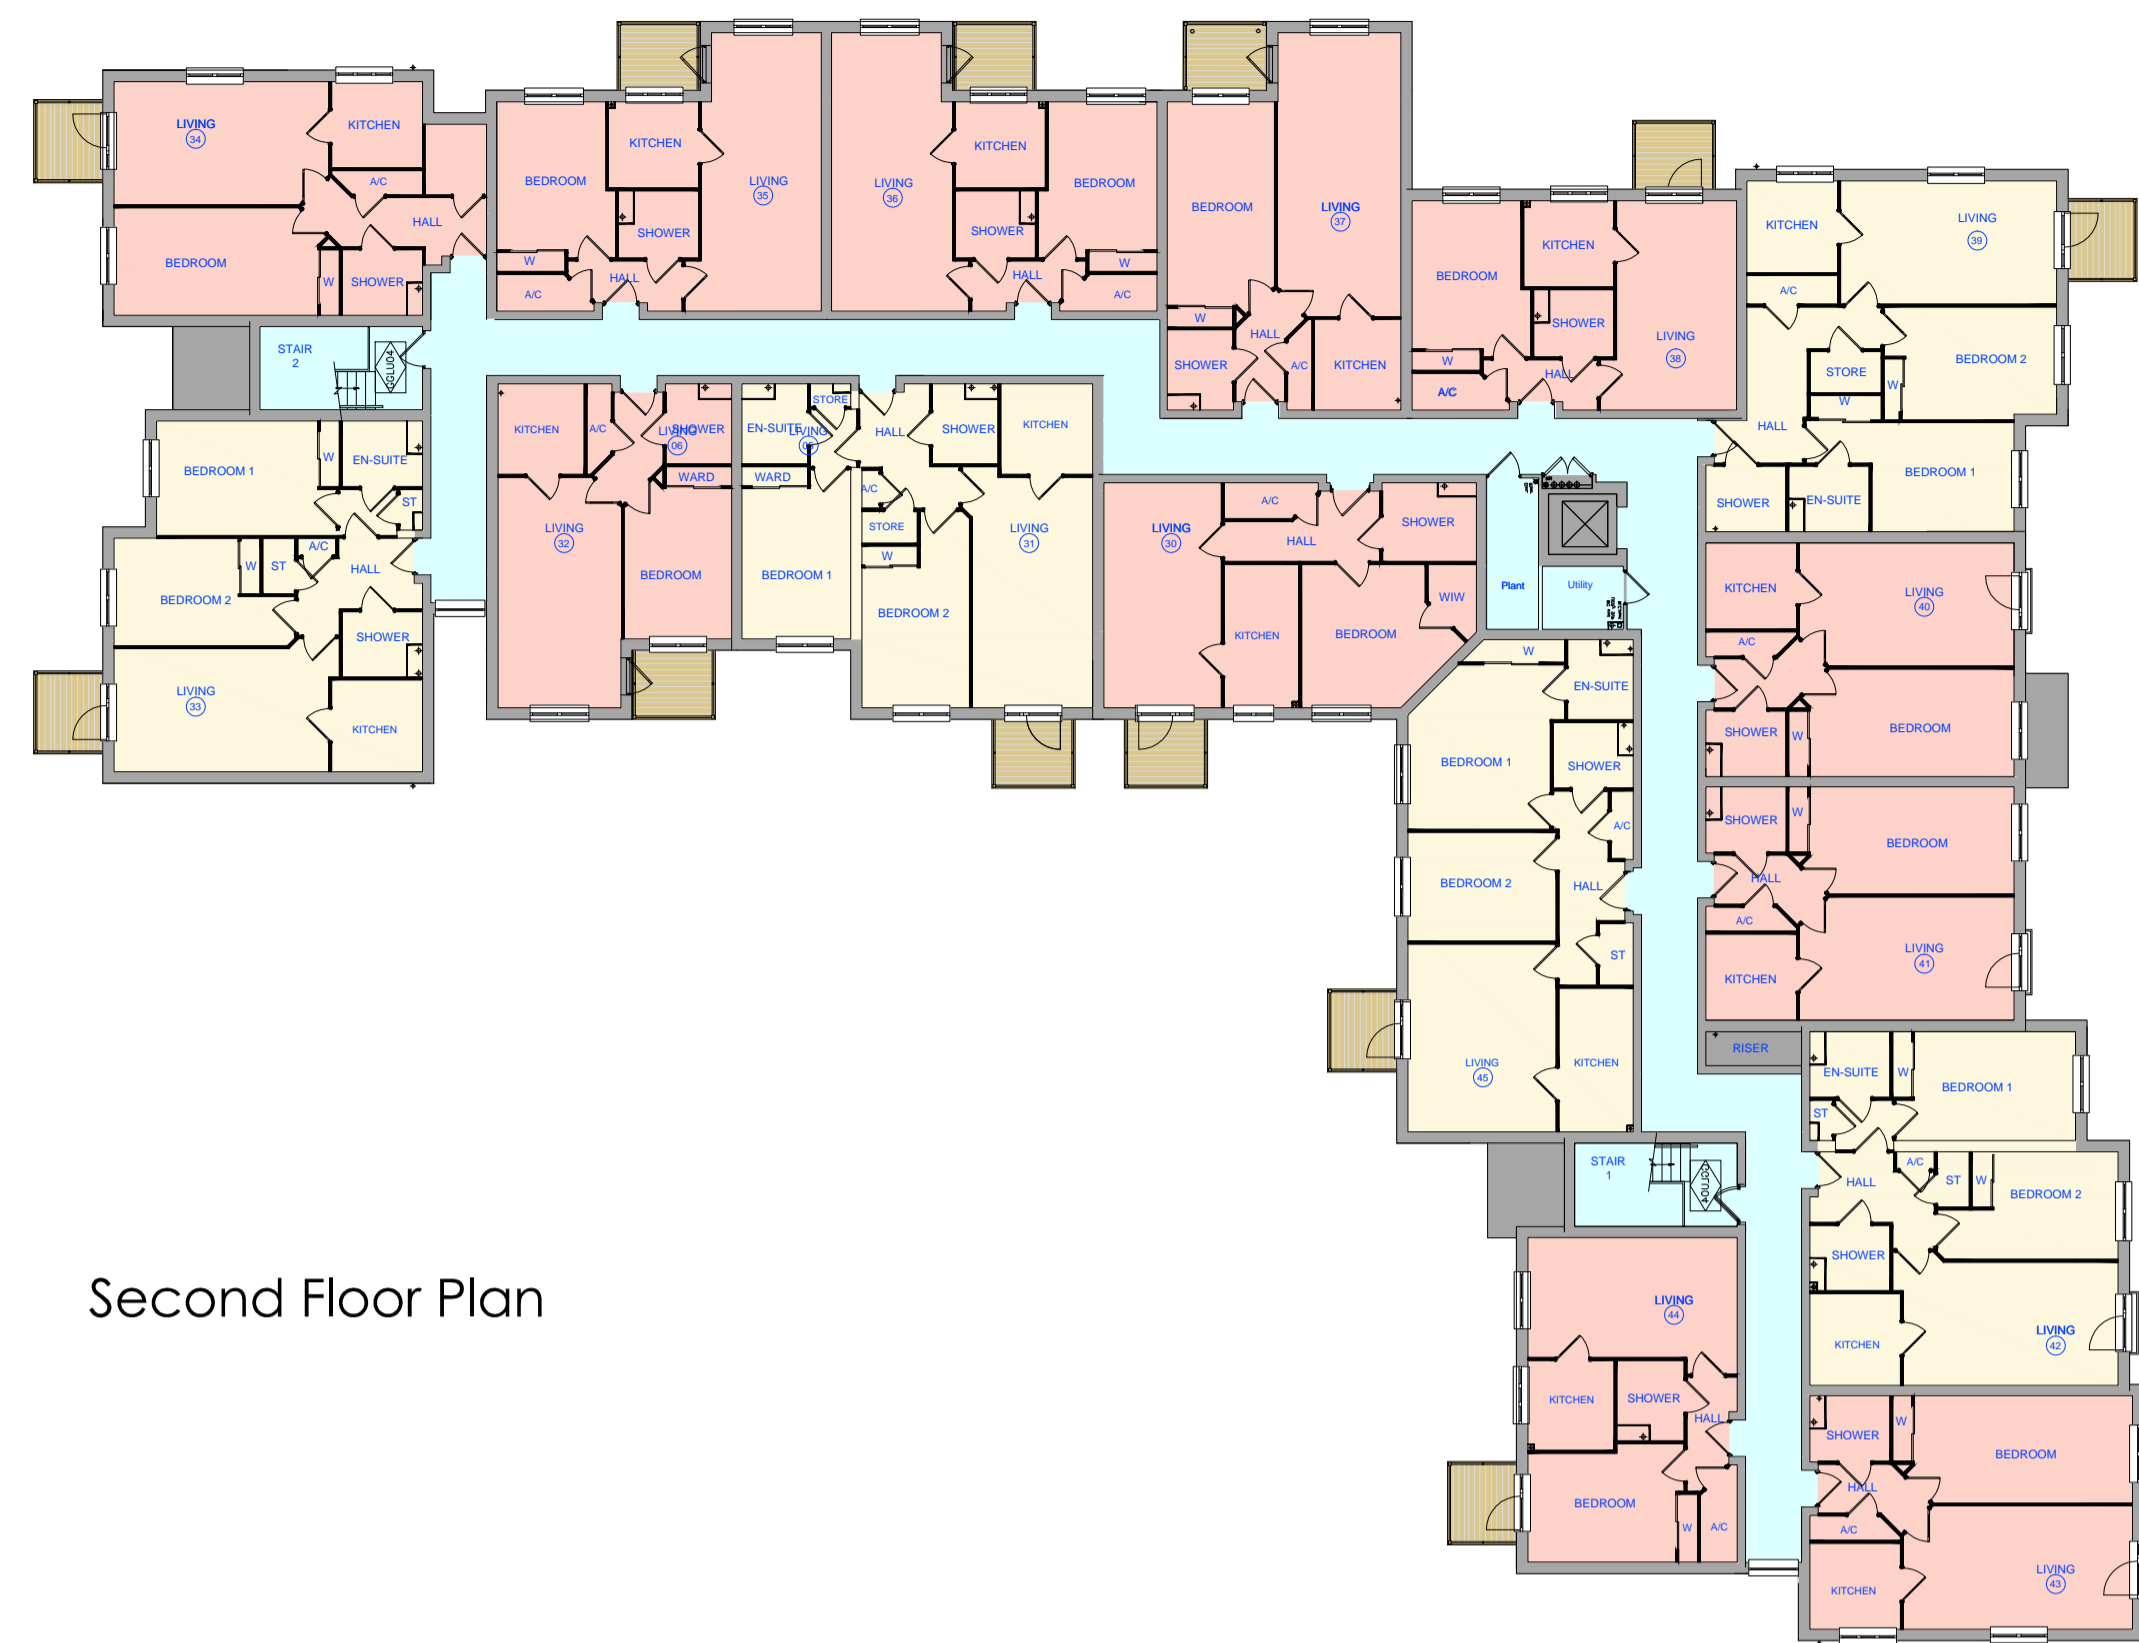 LIVING
34
KITCHEN
A/C
HALL
BEDROOM
W
SHOWER
BEDROOM
KITCHEN
SHOWER
LIVING
35
W
A/C
HALL
LIVING
36
KITCHEN
BEDROOM
SHOWER
HALL
W
A/C
BEDROOM
LIVING
37
W
HALL
SHOWER
A/C
KITCHEN
BEDROOM
KITCHEN
SHOWER
LIVING
38
W
A/C
HALL
KITCHEN
LIVING
39
A/C
BEDROOM 2
STORE
W
W
HALL
BEDROOM 1
SHOWER
EN-SUITE
STAIR
2
BEDROOM 1
W
EN-SUITE
ST
A/C
W
ST
HALL
BEDROOM 2
SHOWER
LIVING
33
KITCHEN
KITCHEN
A/C
LIVING
06
SHOWER
WARD
LIVING
32
BEDROOM
EN-SUITE
LIVING
05
STORE
HALL
SHOWER
KITCHEN
WARD
A/C
STORE
W
LIVING
31
BEDROOM 1
BEDROOM 2
LIVING
30
A/C
HALL
SHOWER
KITCHEN
BEDROOM
WIW
Plant
Utility
KITCHEN
LIVING
40
A/C
SHOWER
W
BEDROOM
SHOWER
W
BEDROOM
HALL
A/C
LIVING
41
KITCHEN
RISER
W
EN-SUITE
BEDROOM 1
SHOWER
A/C
BEDROOM 2
HALL
ST
LIVING
45
KITCHEN
EN-SUITE
W
BEDROOM 1
ST
HALL
A/C
ST
W
BEDROOM 2
SHOWER
KITCHEN
LIVING
42
STAIR
1
LIVING
44
KITCHEN
SHOWER
HALL
BEDROOM
W
A/C
SHOWER
W
BEDROOM
HALL
A/C
KITCHEN
LIVING
43
Second Floor Plan